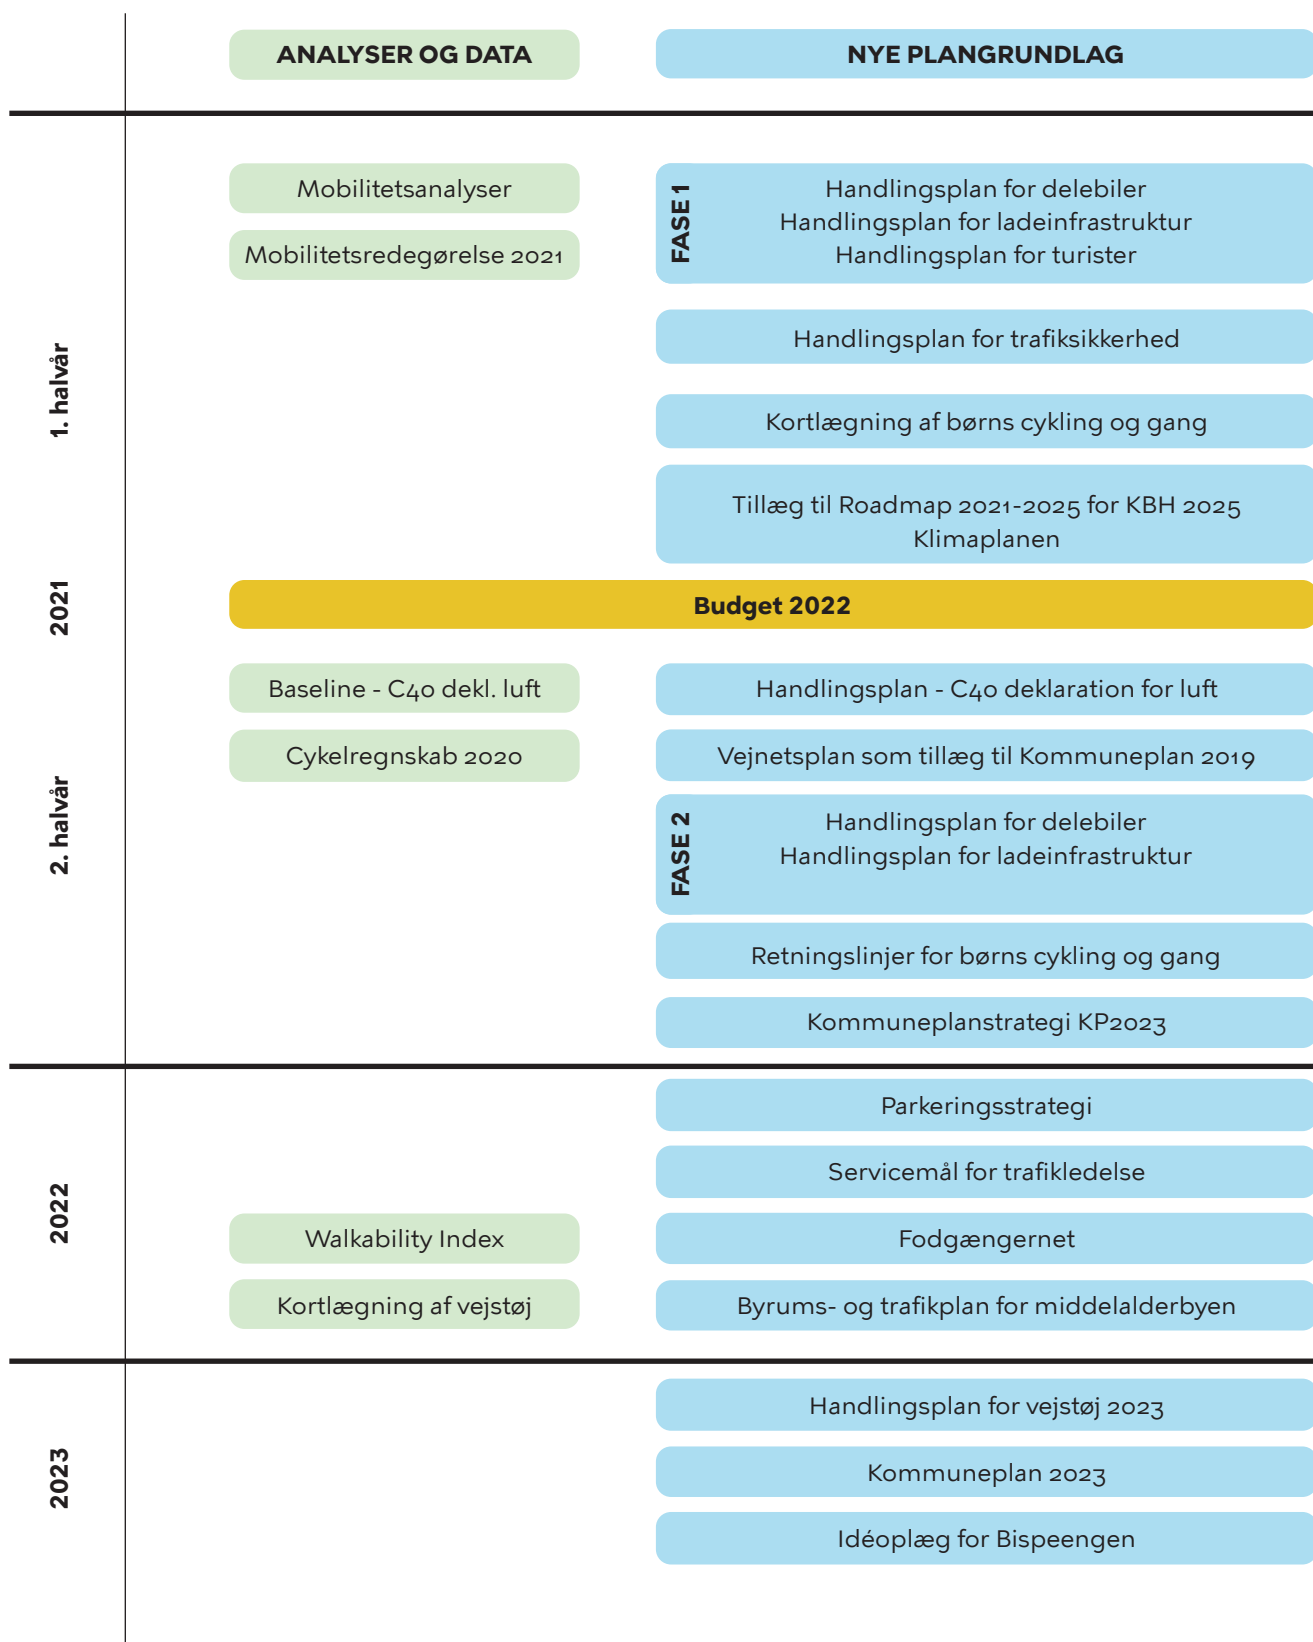 ANALYSER OG DATA
NYE PLANGRUNDLAG
1. halvår
Mobilitetsanalyser
Mobilitetsredegørelse 2021
FASE 1
Handlingsplan for delebiler
Handlingsplan for ladeinfrastruktur
Handlingsplan for turister
Handlingsplan for trafiksikkerhed
Kortlægning af børns cykling og gang
Tillæg til Roadmap 2021-2025 for KBH 2025
Klimaplanen
2021
Budget 2022
2. halvår
Baseline - C40 dekl. luft
Cykelregnskab 2020
Handlingsplan - C40 deklaration for luft
Vejnetsplan som tillæg til Kommuneplan 2019
FASE 2
Handlingsplan for delebiler
Handlingsplan for ladeinfrastruktur
Retningslinjer for børns cykling og gang
Kommuneplanstrategi KP2023
2022
Walkability Index
Kortlægning af vejstøj
Parkeringsstrategi
Servicemål for trafikledelse
Fodgængernet
Byrums- og trafikplan for middelalderbyen
2023
Handlingsplan for vejstøj 2023
Kommuneplan 2023
Idéoplæg for Bispeengen